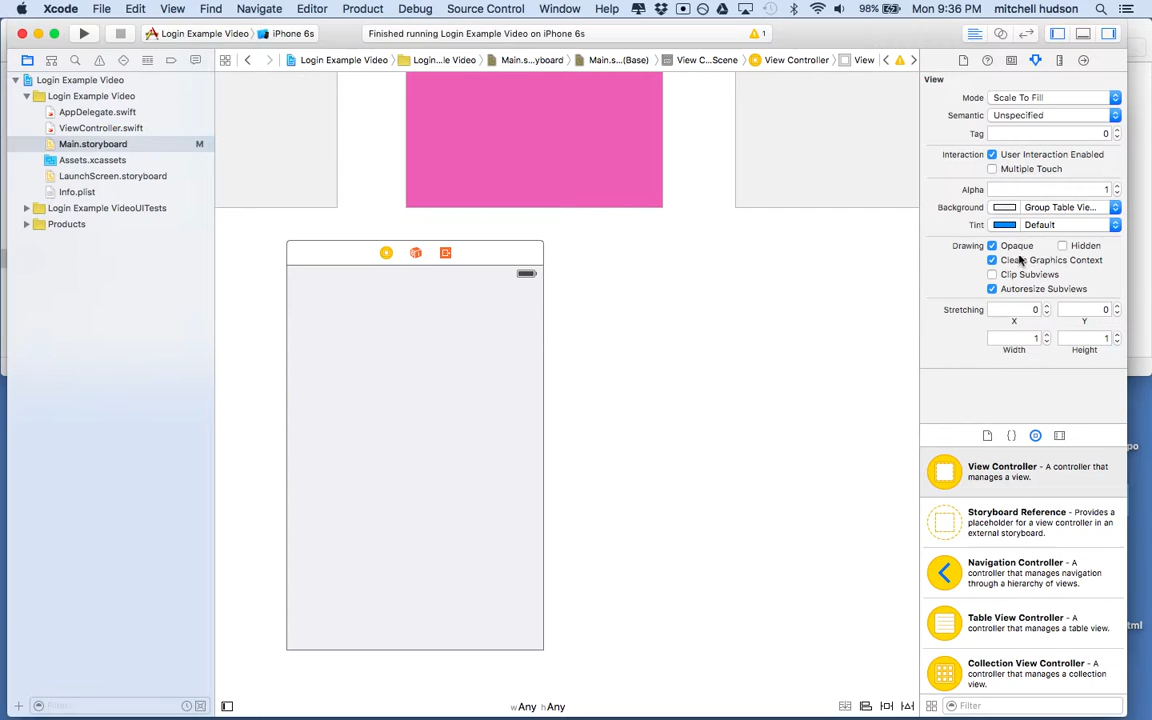 Xcode File Edit View Find Navigate Editor Product Debug Source Control Window Help 98% Mon 9:36 PM mitchell hudson
Login Example Video iPhone 6s Finished running Login Example Video on iPhone 6s 1
Login Example Video Login...le Video Main.s...yboard Main.s...(Base) View C...Scene View Controller View
Login Example Video
Login Example Video
AppDelegate.swift
ViewController.swift
Main.storyboard M
Assets.xcassets
LaunchScreen.storyboard
Info.plist
Login Example VideoUITests
Products
View
Mode Scale To Fill
Semantic Unspecified
Tag 0
Interaction User Interaction Enabled
Multiple Touch
Alpha 1
Background Group Table Vie...
Tint Default
Drawing Opaque Hidden
Clears Graphics Context
Clip Subviews
Autoresize Subviews
Stretching 0 0
X Y
1 1
Width Height
View Controller - A controller that
manages a view.
Storyboard Reference - Provides a
placeholder for a view controller in an
external storyboard.
Navigation Controller - A
controller that manages navigation
through a hierarchy of views.
Table View Controller - A
controller that manages a table view.
Collection View Controller - A
controller that manages a collection
view.
po
tml
Filter
wAny hAny
Filter